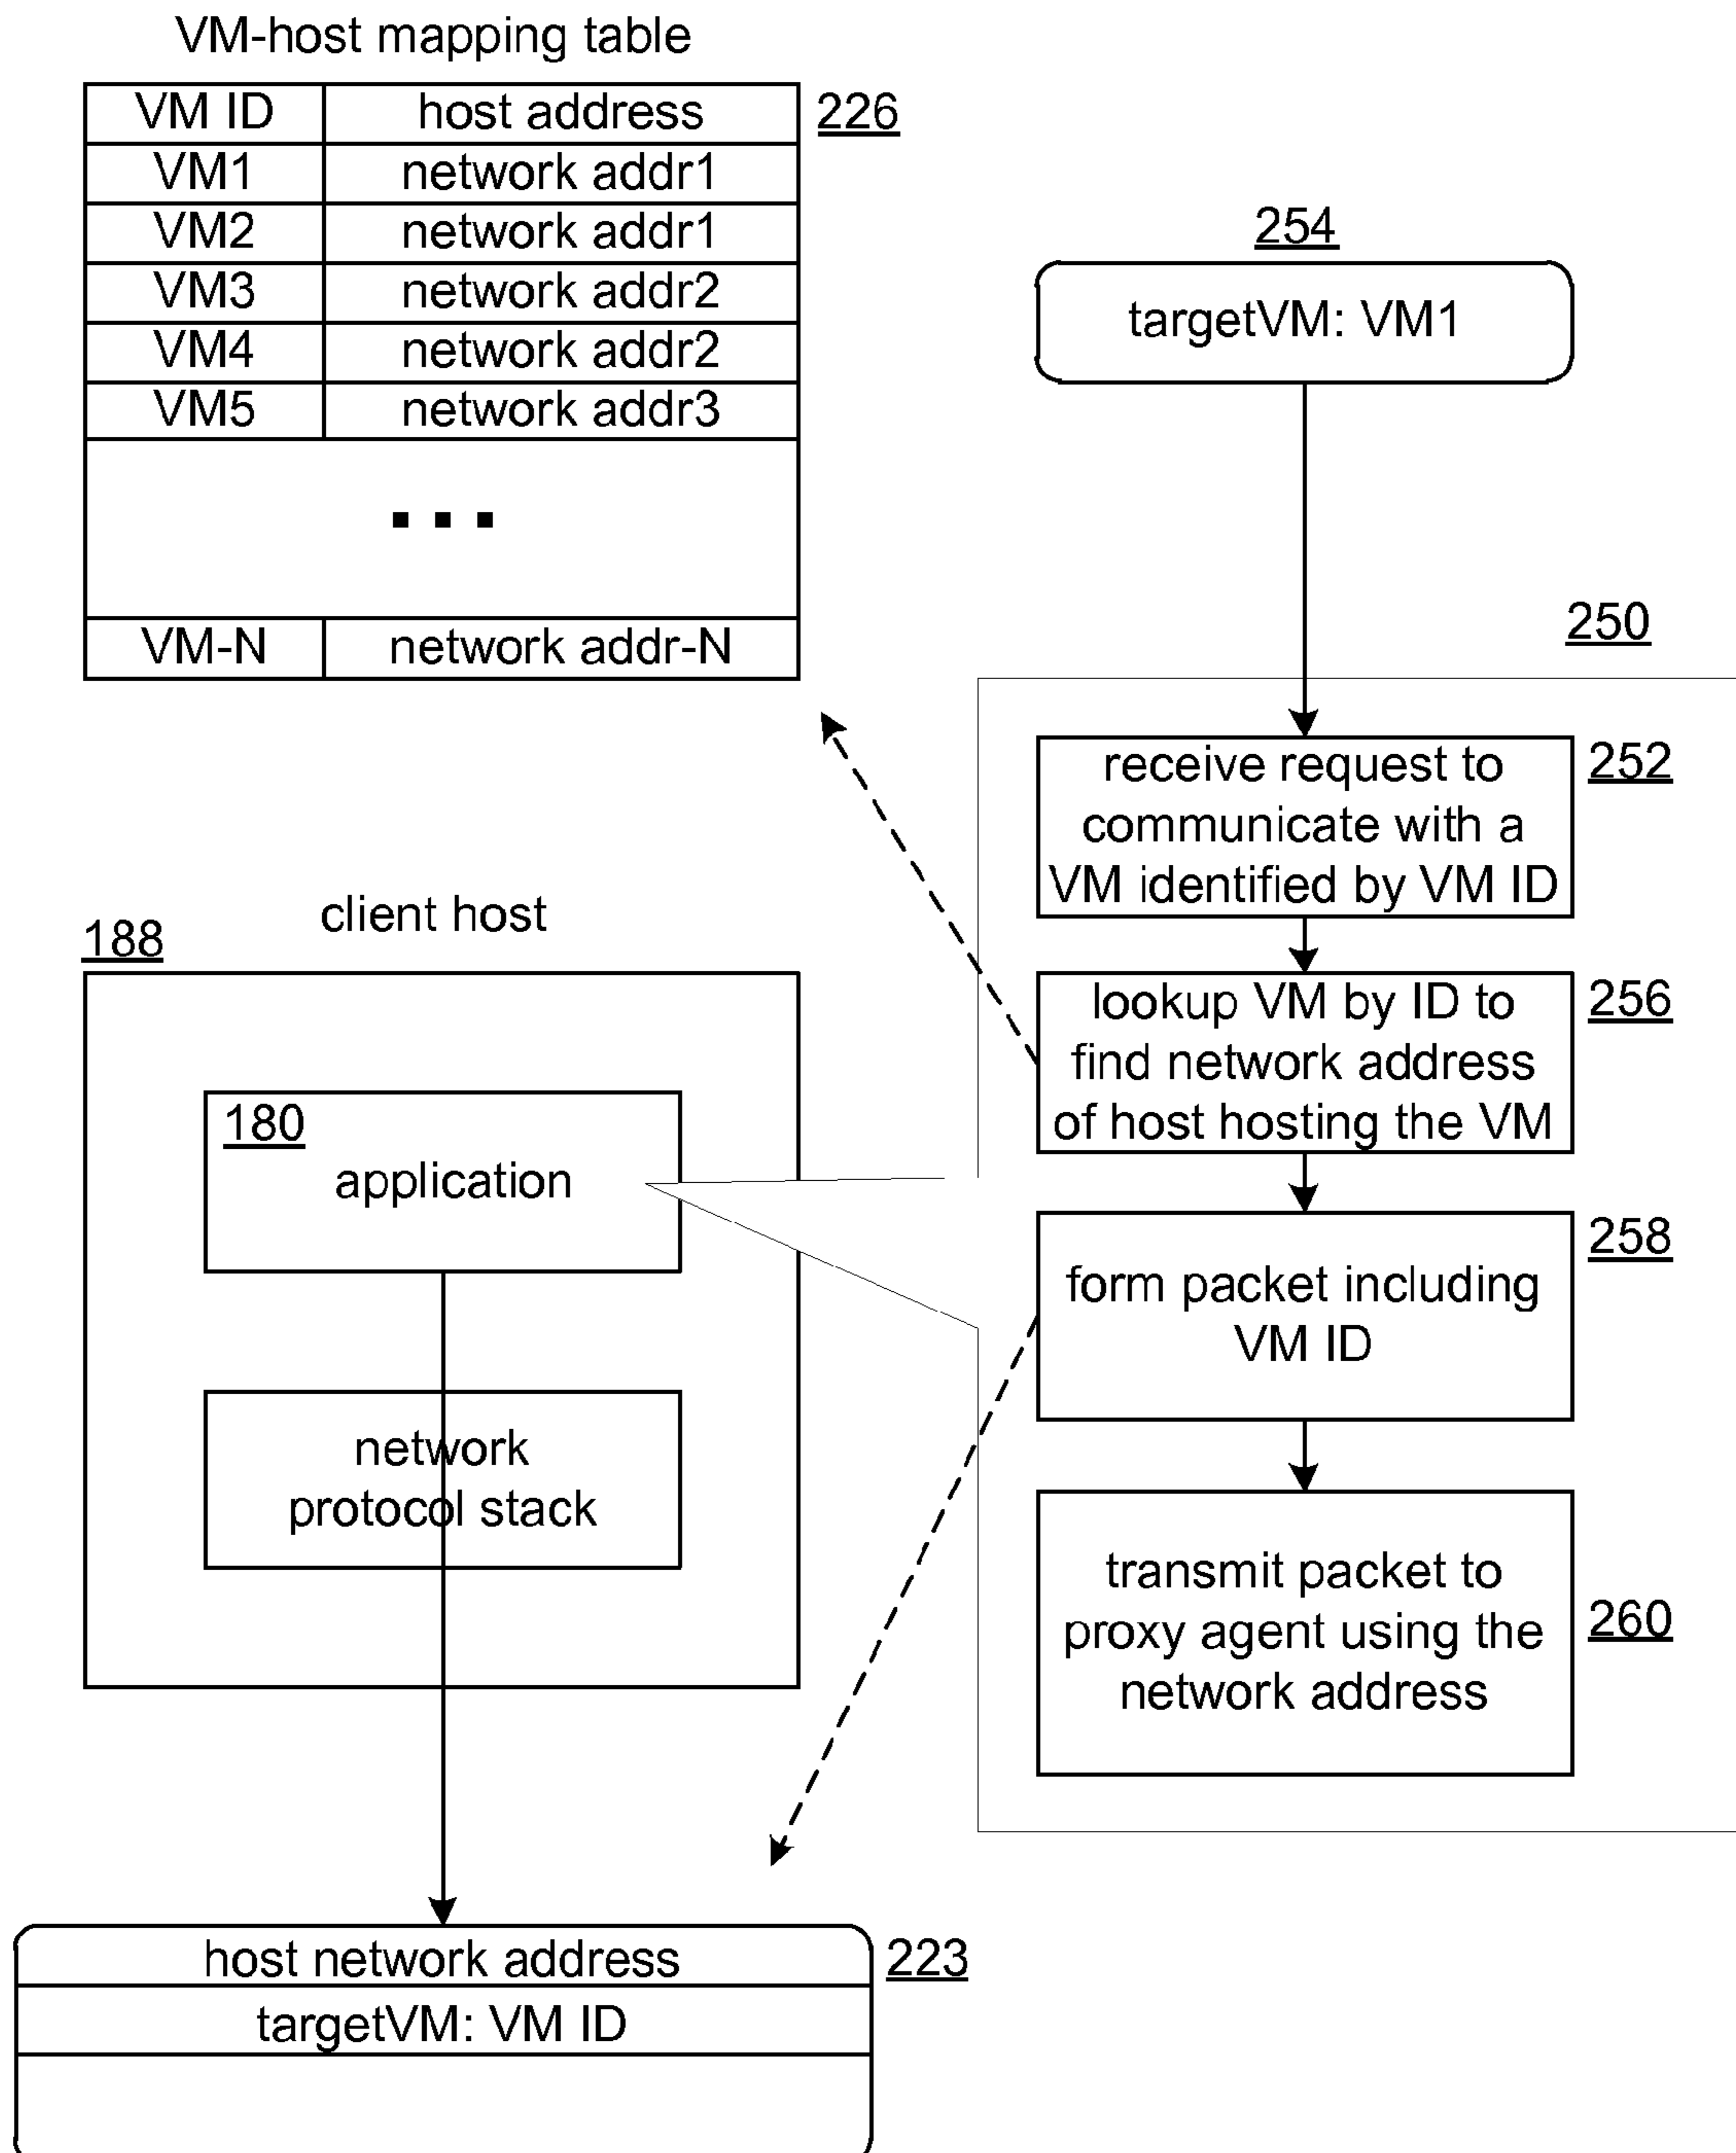 VM-host mapping table
VM ID host address
226
VM1 network addr1
VM2 network addr1
VM3 network addr2
VM4 network addr2
VM5 network addr3
...
VM-N network addr-N
254
targetVM: VM1
250
receive request to
communicate with a
VM identified by VM ID
252
lookup VM by ID to
find network address
of host hosting the VM
256
form packet including
VM ID
258
transmit packet to
proxy agent using the
network address
260
client host
188
180
application
network
protocol stack
host network address
223
targetVM: VM ID